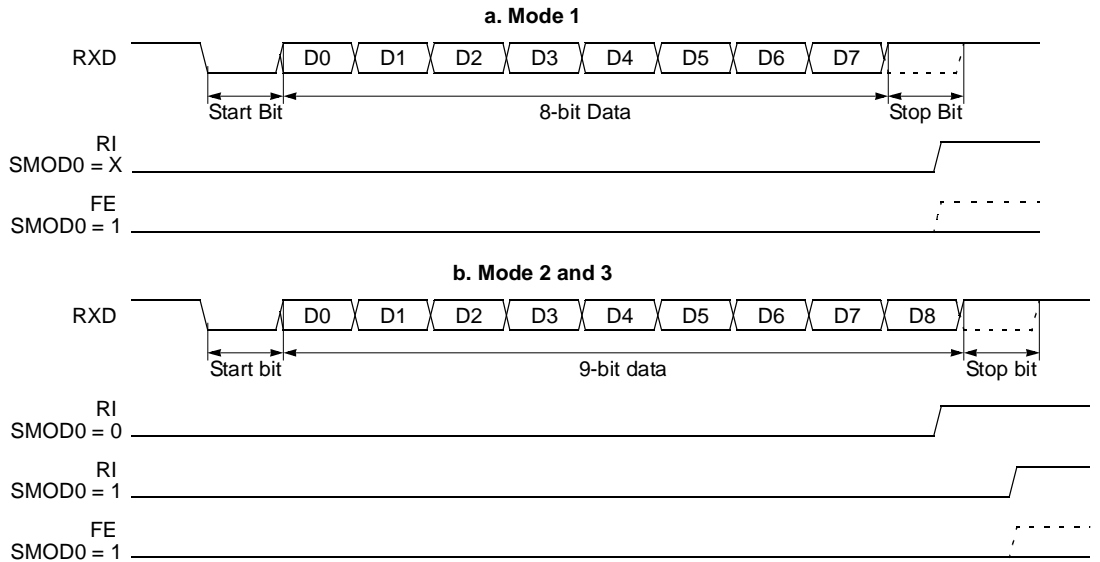 a. Mode 1
RXD D0 D1 D2 D3 D4 D5 D6 D7
Start Bit 8-bit Data Stop Bit
RI
SMOD0 = X
FE
SMOD0 = 1
b. Mode 2 and 3
RXD D0 D1 D2 D3 D4 D5 D6 D7 D8
Start bit 9-bit data Stop bit
RI
SMOD0 = 0
RI
SMOD0 = 1
FE
SMOD0 = 1